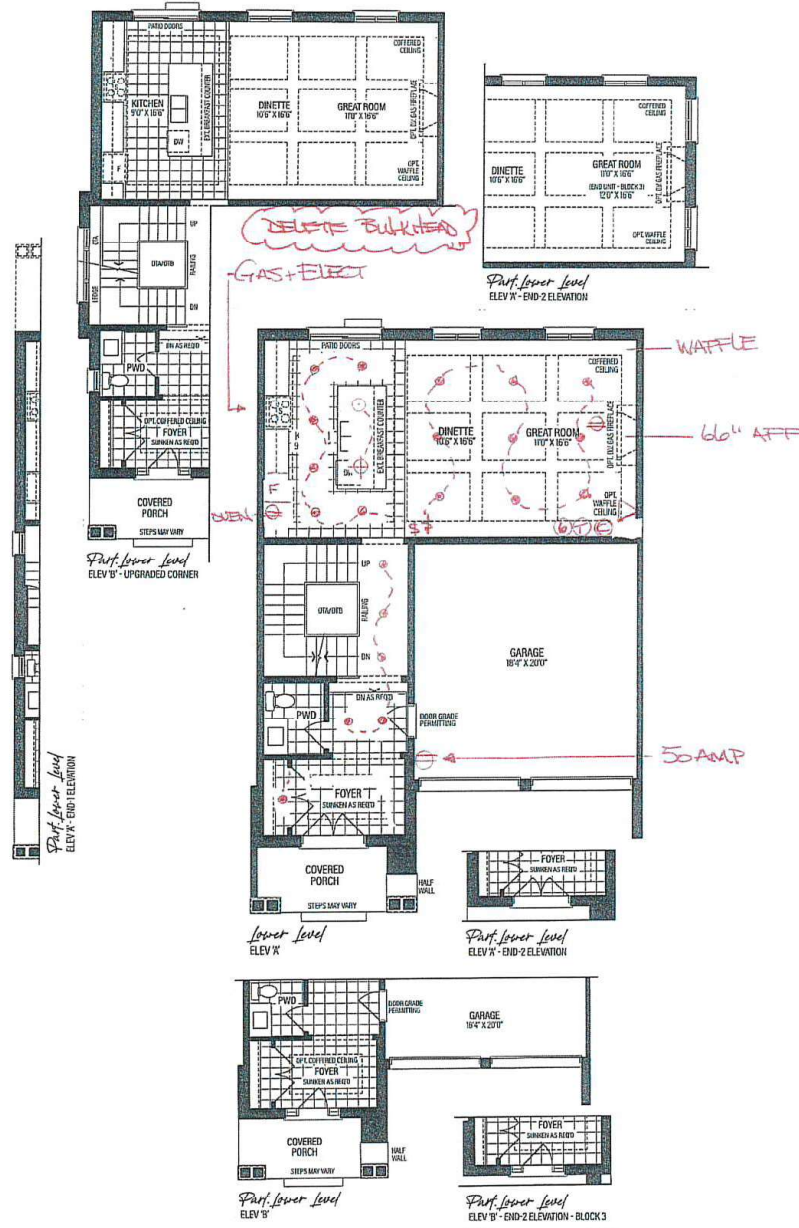 PATIO DOORS
COFFERED
CEILING
KITCHEN
9'0" X 16'6"
DINETTE
10'6" X 16'6"
GREAT ROOM
11'0" X 16'6"
EXT. BREAKFAST COUNTER
DW
F
OPT. DV. GAS FIREPLACE
OPT.
WAFFLE
CEILING
COFFERED
CEILING
DINETTE
10'6" X 16'6"
GREAT ROOM
11'0" X 16'6"
(END UNIT - BLOCK 3)
12'0" X 16'6"
OPT. DV. GAS FIREPLACE
OPT. WAFFLE
CEILING
Part. Lower Level
ELEV 'A' - END-2 ELEVATION
DELETE BULKHEAD
-GAS+ELECT
UP
OTA/OTB
RAILING
LEDGE
DN
PWD
DN AS REQ'D
OPT. COFFERED CEILING
FOYER
SUNKEN AS REQ'D
COVERED
PORCH
STEPS MAY VARY
Part. Lower Level
ELEV 'B' - UPGRADED CORNER
PATIO DOORS
COFFERED
CEILING
WAFFLE
DINETTE
10'6" X 16'6"
GREAT ROOM
11'0" X 16'6"
EXT. BREAKFAST COUNTER
OPT. DV. GAS FIREPLACE
66" AFF
F
OVEN
OPT.
WAFFLE
CEILING
UP
OTA/OTB
RAILING
DN
GARAGE
18'4" X 20'0"
PWD
DN AS REQ'D
DOOR GRADE
PERMITTING
50 AMP
FOYER
SUNKEN AS REQ'D
COVERED
PORCH
STEPS MAY VARY
HALF
WALL
Lower Level
ELEV 'A'
Part. Lower Level
ELEV 'A' - END-1 ELEVATION
FOYER
SUNKEN AS REQ'D
Part. Lower Level
ELEV 'A' - END-2 ELEVATION
PWD
DOOR GRADE
PERMITTING
GARAGE
18'4" X 20'0"
OPT. COFFERED CEILING
FOYER
SUNKEN AS REQ'D
COVERED
PORCH
STEPS MAY VARY
HALF
WALL
Part. Lower Level
ELEV 'B'
FOYER
SUNKEN AS REQ'D
Part. Lower Level
ELEV 'B' - END-2 ELEVATION - BLOCK 3